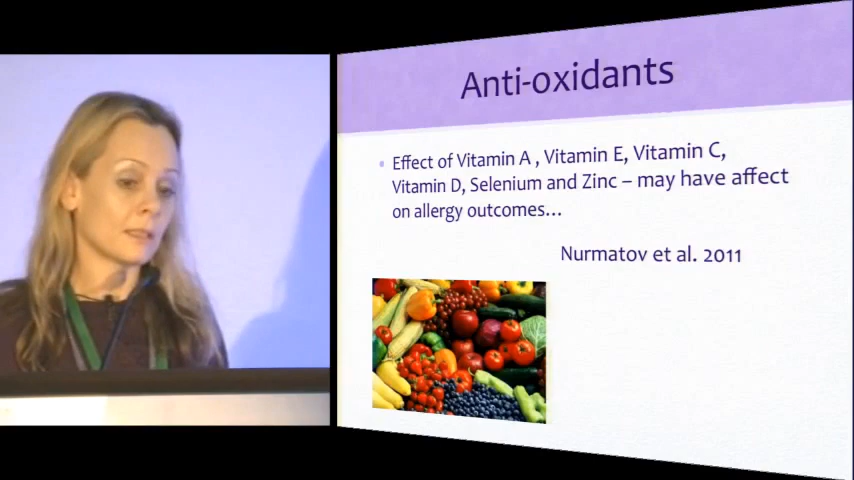 Anti-oxidants
Effect of Vitamin A , Vitamin E, Vitamin C,
Vitamin D, Selenium and Zinc – may have affect
on allergy outcomes...
Nurmatov et al. 2011